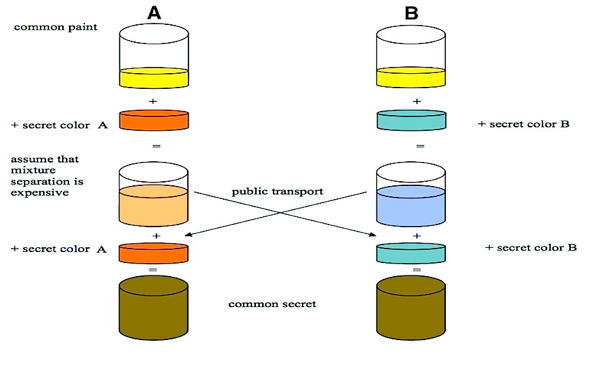 A B
common paint
+ +
+ secret color A + secret color B
= =
assume that
mixture
separation is
expensive
public transport
+ +
+ secret color A + secret color B
= =
common secret